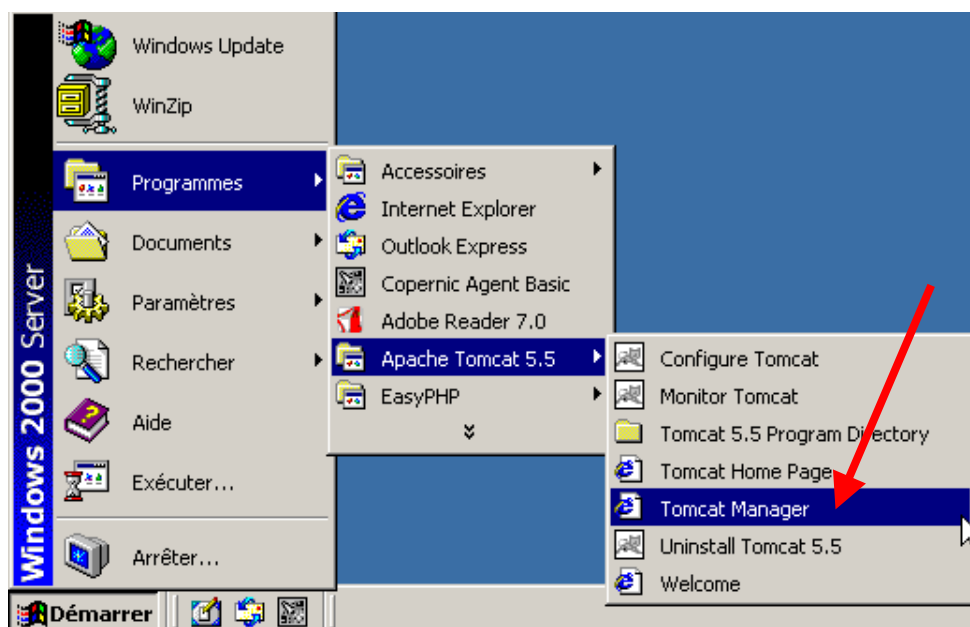 Windows 2000 Server
Windows Update
WinZip
Programmes
Documents
Paramètres
Rechercher
Aide
Exécuter...
Arrêter...
Accessoires
Internet Explorer
Outlook Express
Copernic Agent Basic
Adobe Reader 7.0
Apache Tomcat 5.5
EasyPHP
Configure Tomcat
Monitor Tomcat
Tomcat 5.5 Program Directory
Tomcat Home Page
Tomcat Manager
Uninstall Tomcat 5.5
Welcome
Démarrer